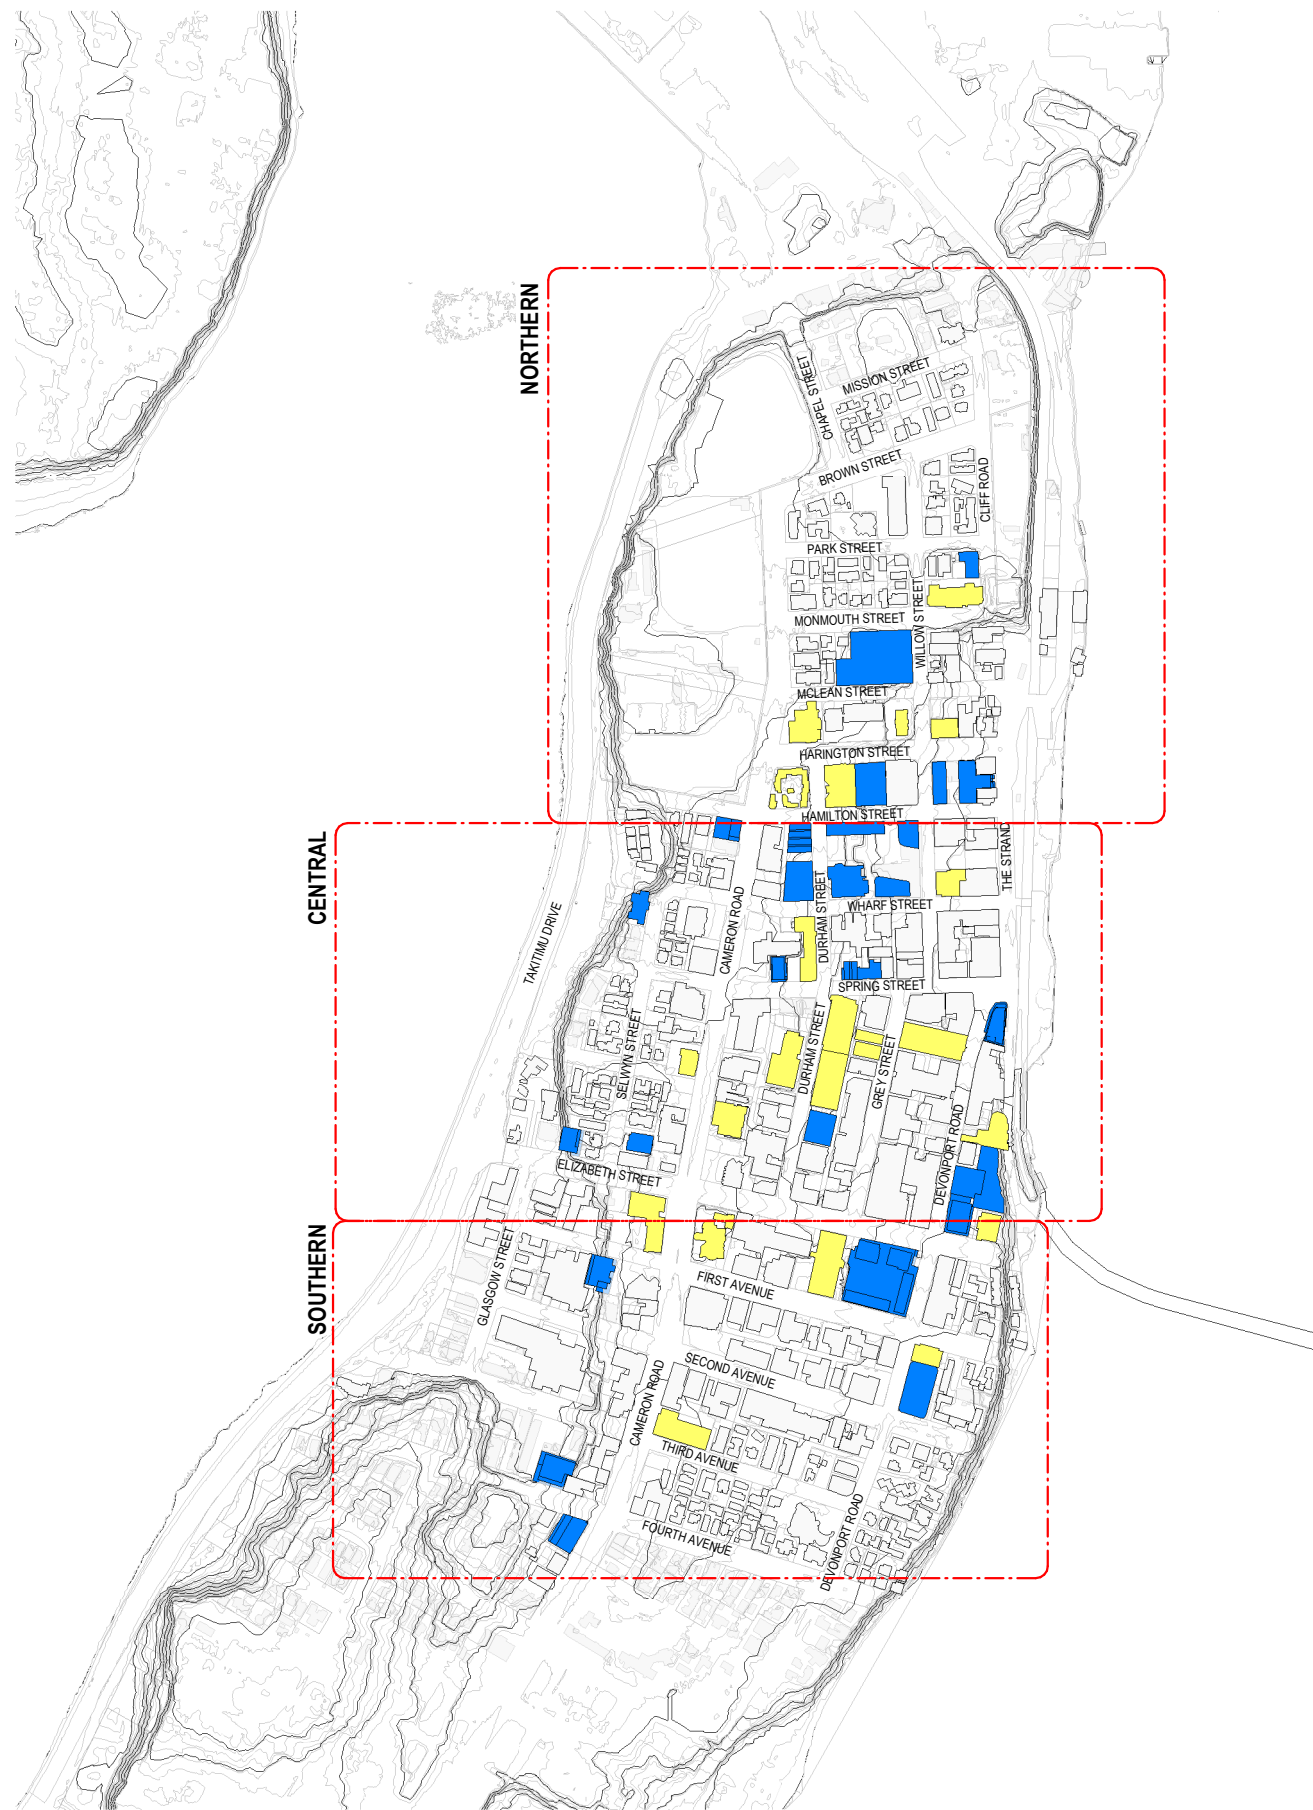 NORTHERN
CHAPEL STREET
MISSION STREET
BROWN STREET
CLIFF ROAD
PARK STREET
WILLOW STREET
MONMOUTH STREET
MCLEAN STREET
HARINGTON STREET
HAMILTON STREET
CENTRAL
THE STRAND
TAKITIMU DRIVE
CAMERON ROAD
DURHAM STREET
WHARF STREET
SPRING STREET
SELWYN STREET
DURHAM STREET
GREY STREET
DEVONPORT ROAD
ELIZABETH STREET
SOUTHERN
GLASGOW STREET
FIRST AVENUE
SECOND AVENUE
CAMERON ROAD
THIRD AVENUE
FOURTH AVENUE
DEVONPORT ROAD